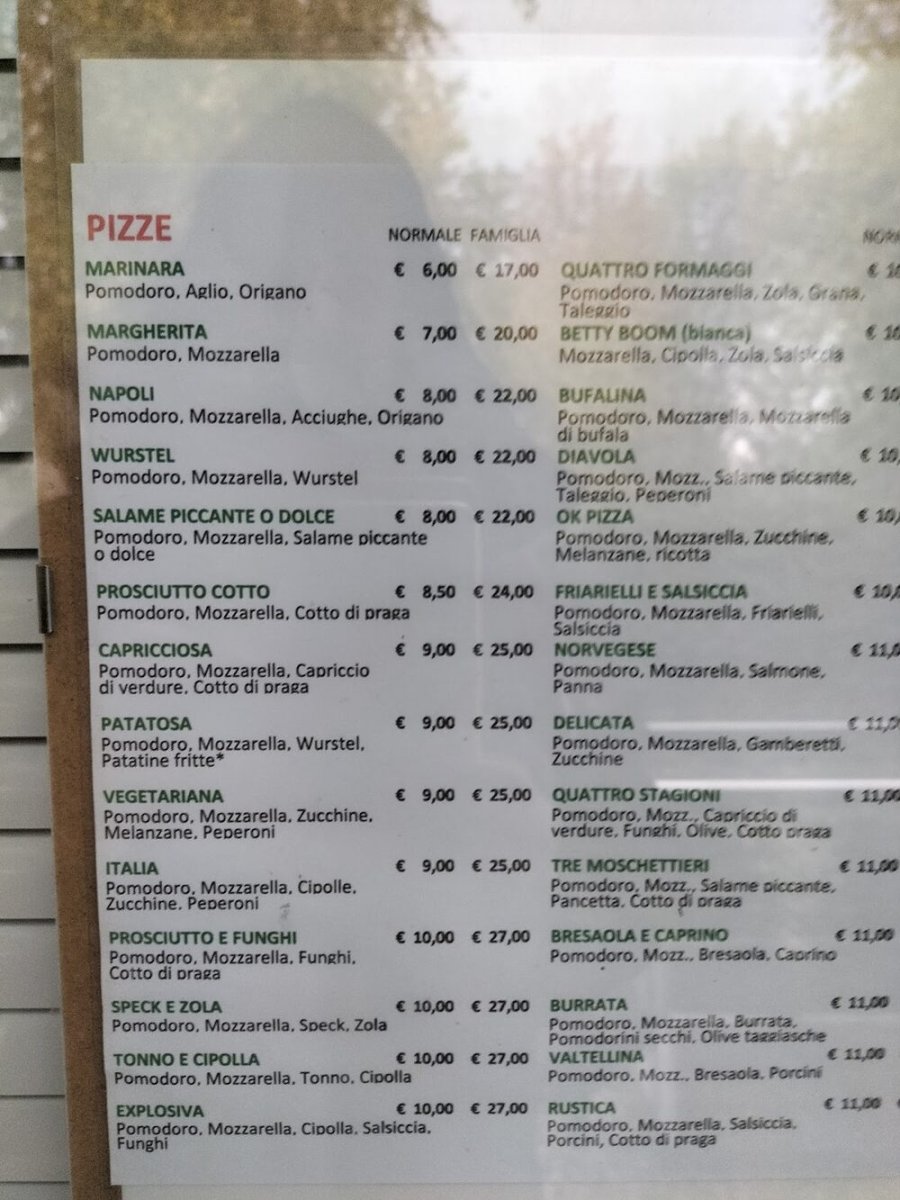 PIZZE
NORMALE FAMIGLIA
MARINARA € 6,00 € 17,00
Pomodoro, Aglio, Origano
MARGHERITA € 7,00 € 20,00
Pomodoro, Mozzarella
NAPOLI € 8,00 € 22,00
Pomodoro, Mozzarella, Acciughe, Origano
WURSTEL € 8,00 € 22,00
Pomodoro, Mozzarella, Wurstel
SALAME PICCANTE O DOLCE € 8,00 € 22,00
Pomodoro, Mozzarella, Salame piccante
o dolce
PROSCIUTTO COTTO € 8,50 € 24,00
Pomodoro, Mozzarella, Cotto di praga
CAPRICCIOSA € 9,00 € 25,00
Pomodoro, Mozzarella, Capriccio
di verdure, Cotto di praga
PATATOSA € 9,00 € 25,00
Pomodoro, Mozzarella, Wurstel,
Patatine fritte*
VEGETARIANA € 9,00 € 25,00
Pomodoro, Mozzarella, Zucchine,
Melanzane, Peperoni
ITALIA € 9,00 € 25,00
Pomodoro, Mozzarella, Cipolle,
Zucchine, Peperoni
PROSCIUTTO E FUNGHI € 10,00 € 27,00
Pomodoro, Mozzarella, Funghi,
Cotto di praga
SPECK E ZOLA € 10,00 € 27,00
Pomodoro, Mozzarella, Speck, Zola
TONNO E CIPOLLA € 10,00 € 27,00
Pomodoro, Mozzarella, Tonno, Cipolla
EXPLOSIVA € 10,00 € 27,00
Pomodoro, Mozzarella, Cipolla, Salsiccia,
Funghi
QUATTRO FORMAGGI € 10
Pomodoro, Mozzarella, Zola, Grana,
Taleggio
BETTY BOOM (bianca) € 10
Mozzarella, Cipolla, Zola, Salsiccia
BUFALINA € 10
Pomodoro, Mozzarella, Mozzarella
di bufala
DIAVOLA € 10,
Pomodoro, Mozz., Salame piccante,
Taleggio, Peperoni
OK PIZZA € 10,
Pomodoro, Mozzarella, Zucchine,
Melanzane, ricotta
FRIARIELLI E SALSICCIA € 10,
Pomodoro, Mozzarella, Friarielli,
Salsiccia
NORVEGESE € 11,
Pomodoro, Mozzarella, Salmone,
Panna
DELICATA € 11,0
Pomodoro, Mozzarella, Gamberetti,
Zucchine
QUATTRO STAGIONI € 11,00
Pomodoro, Mozz., Capriccio di
verdure, Funghi, Olive, Cotto praga
TRE MOSCHETTIERI € 11,00
Pomodoro, Mozz., Salame piccante,
Pancetta, Cotto di praga
BRESAOLA E CAPRINO € 11,00
Pomodoro, Mozz., Bresaola, Caprino
BURRATA € 11,00
Pomodoro, Mozzarella, Burrata,
Pomodorini secchi, Olive taggiasche
VALTELLINA € 11,00
Pomodoro, Mozz., Bresaola, Porcini
RUSTICA € 11,00
Pomodoro, Mozzarella, Salsiccia,
Porcini, Cotto di praga